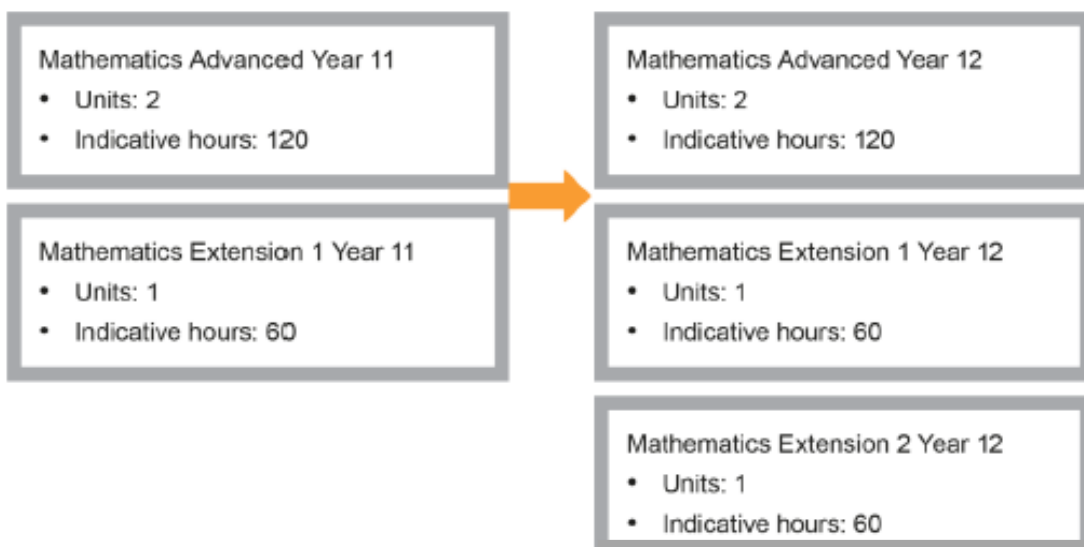 Mathematics Advanced Year 11
• Units: 2
• Indicative hours: 120
Mathematics Extension 1 Year 11
• Units: 1
• Indicative hours: 60
Mathematics Advanced Year 12
• Units: 2
• Indicative hours: 120
Mathematics Extension 1 Year 12
• Units: 1
• Indicative hours: 60
Mathematics Extension 2 Year 12
• Units: 1
• Indicative hours: 60